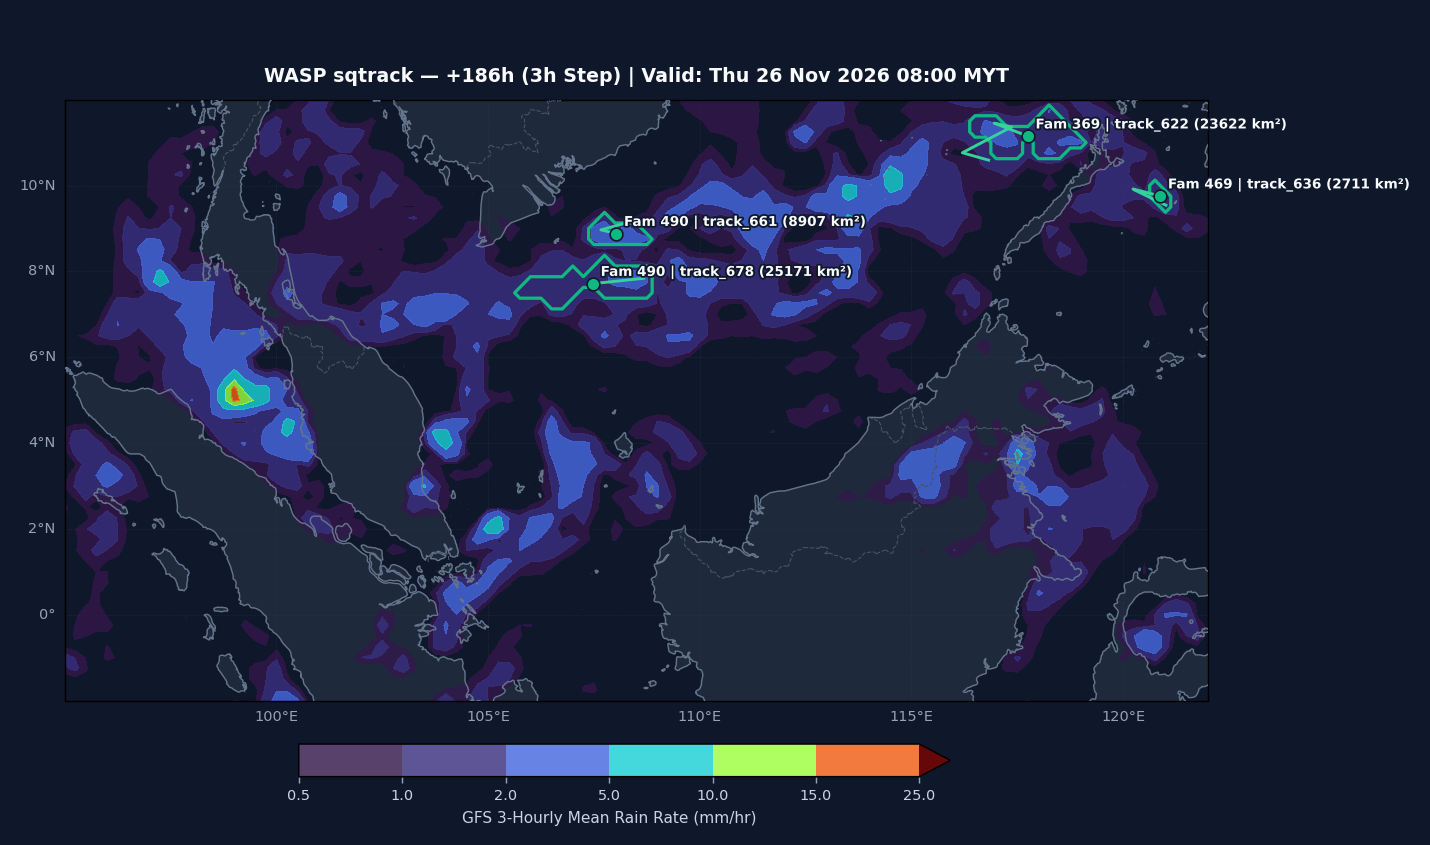 WASP sqtrack — +186h (3h Step) | Valid: Thu 26 Nov 2026 08:00 MYT
Fam 369 | track_622 (23622 km²)
10°N
Fam 469 | track_636 (2711 km²)
Fam 490 | track_661 (8907 km²)
8°N
Fam 490 | track_678 (25171 km²)
6°N
4°N
2°N
0°
100°E 105°E 110°E 115°E 120°E
0.5 1.0 2.0 5.0 10.0 15.0 25.0
GFS 3-Hourly Mean Rain Rate (mm/hr)